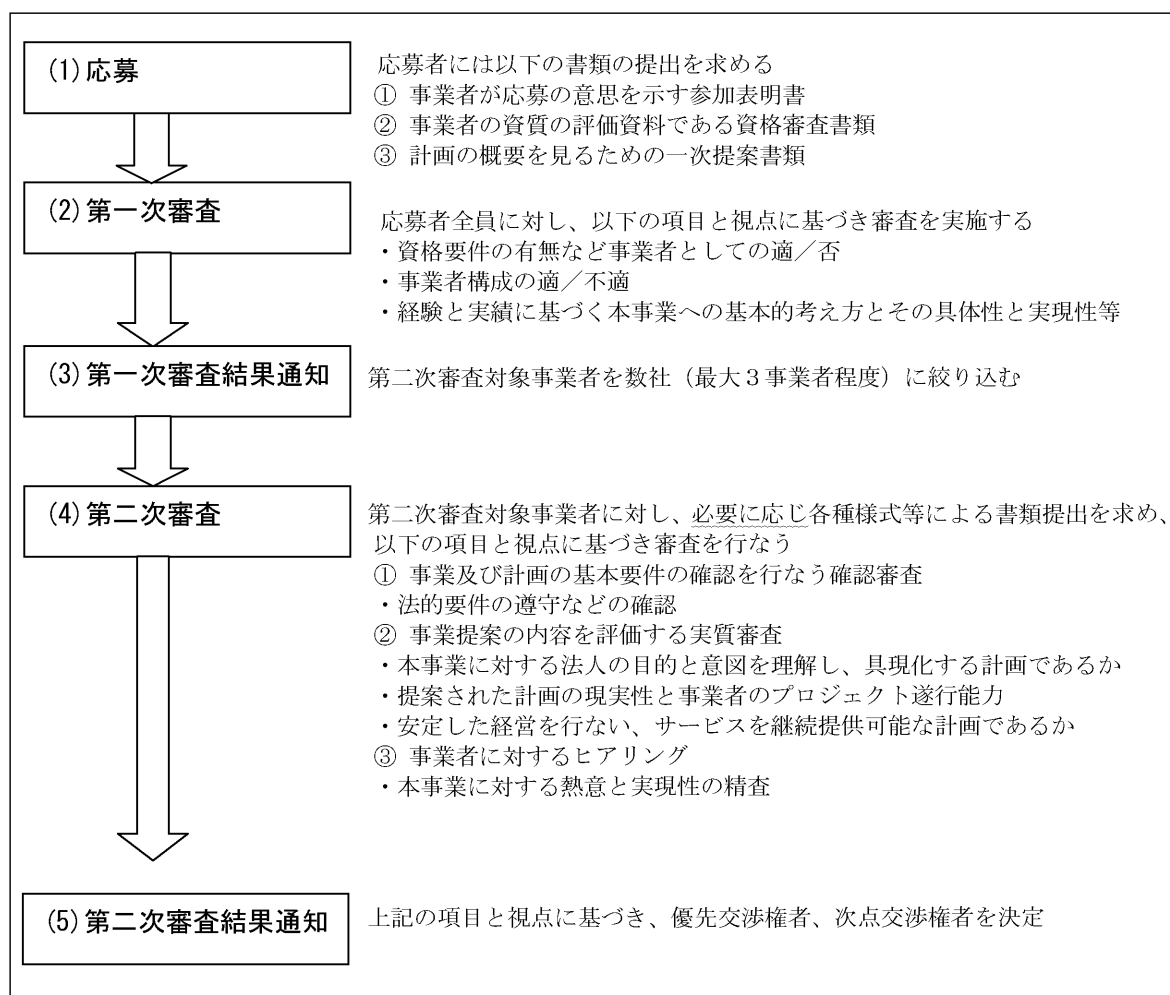 (1)応募
応募者には以下の書類の提出を求める
① 事業者が応募の意思を示す参加表明書
② 事業者の資質の評価資料である資格審査書類
③ 計画の概要を見るための一次提案書類
(2)第一次審査
応募者全員に対し、以下の項目と視点に基づき審査を実施する
・資格要件の有無など事業者としての適／否
・事業者構成の適／不適
・経験と実績に基づく本事業への基本的考え方とその具体性と実現性等
(3)第一次審査結果通知
第二次審査対象事業者を数社（最大３事業者程度）に絞り込む
(4)第二次審査
第二次審査対象事業者に対し、必要に応じ各種様式等による書類提出を求め、
以下の項目と視点に基づき審査を行なう
① 事業及び計画の基本要件の確認を行なう確認審査
・法的要件の遵守などの確認
② 事業提案の内容を評価する実質審査
・本事業に対する法人の目的と意図を理解し、具現化する計画であるか
・提案された計画の現実性と事業者のプロジェクト遂行能力
・安定した経営を行ない、サービスを継続提供可能な計画であるか
③ 事業者に対するヒアリング
・本事業に対する熱意と実現性の精査
(5)第二次審査結果通知
上記の項目と視点に基づき、優先交渉権者、次点交渉権者を決定